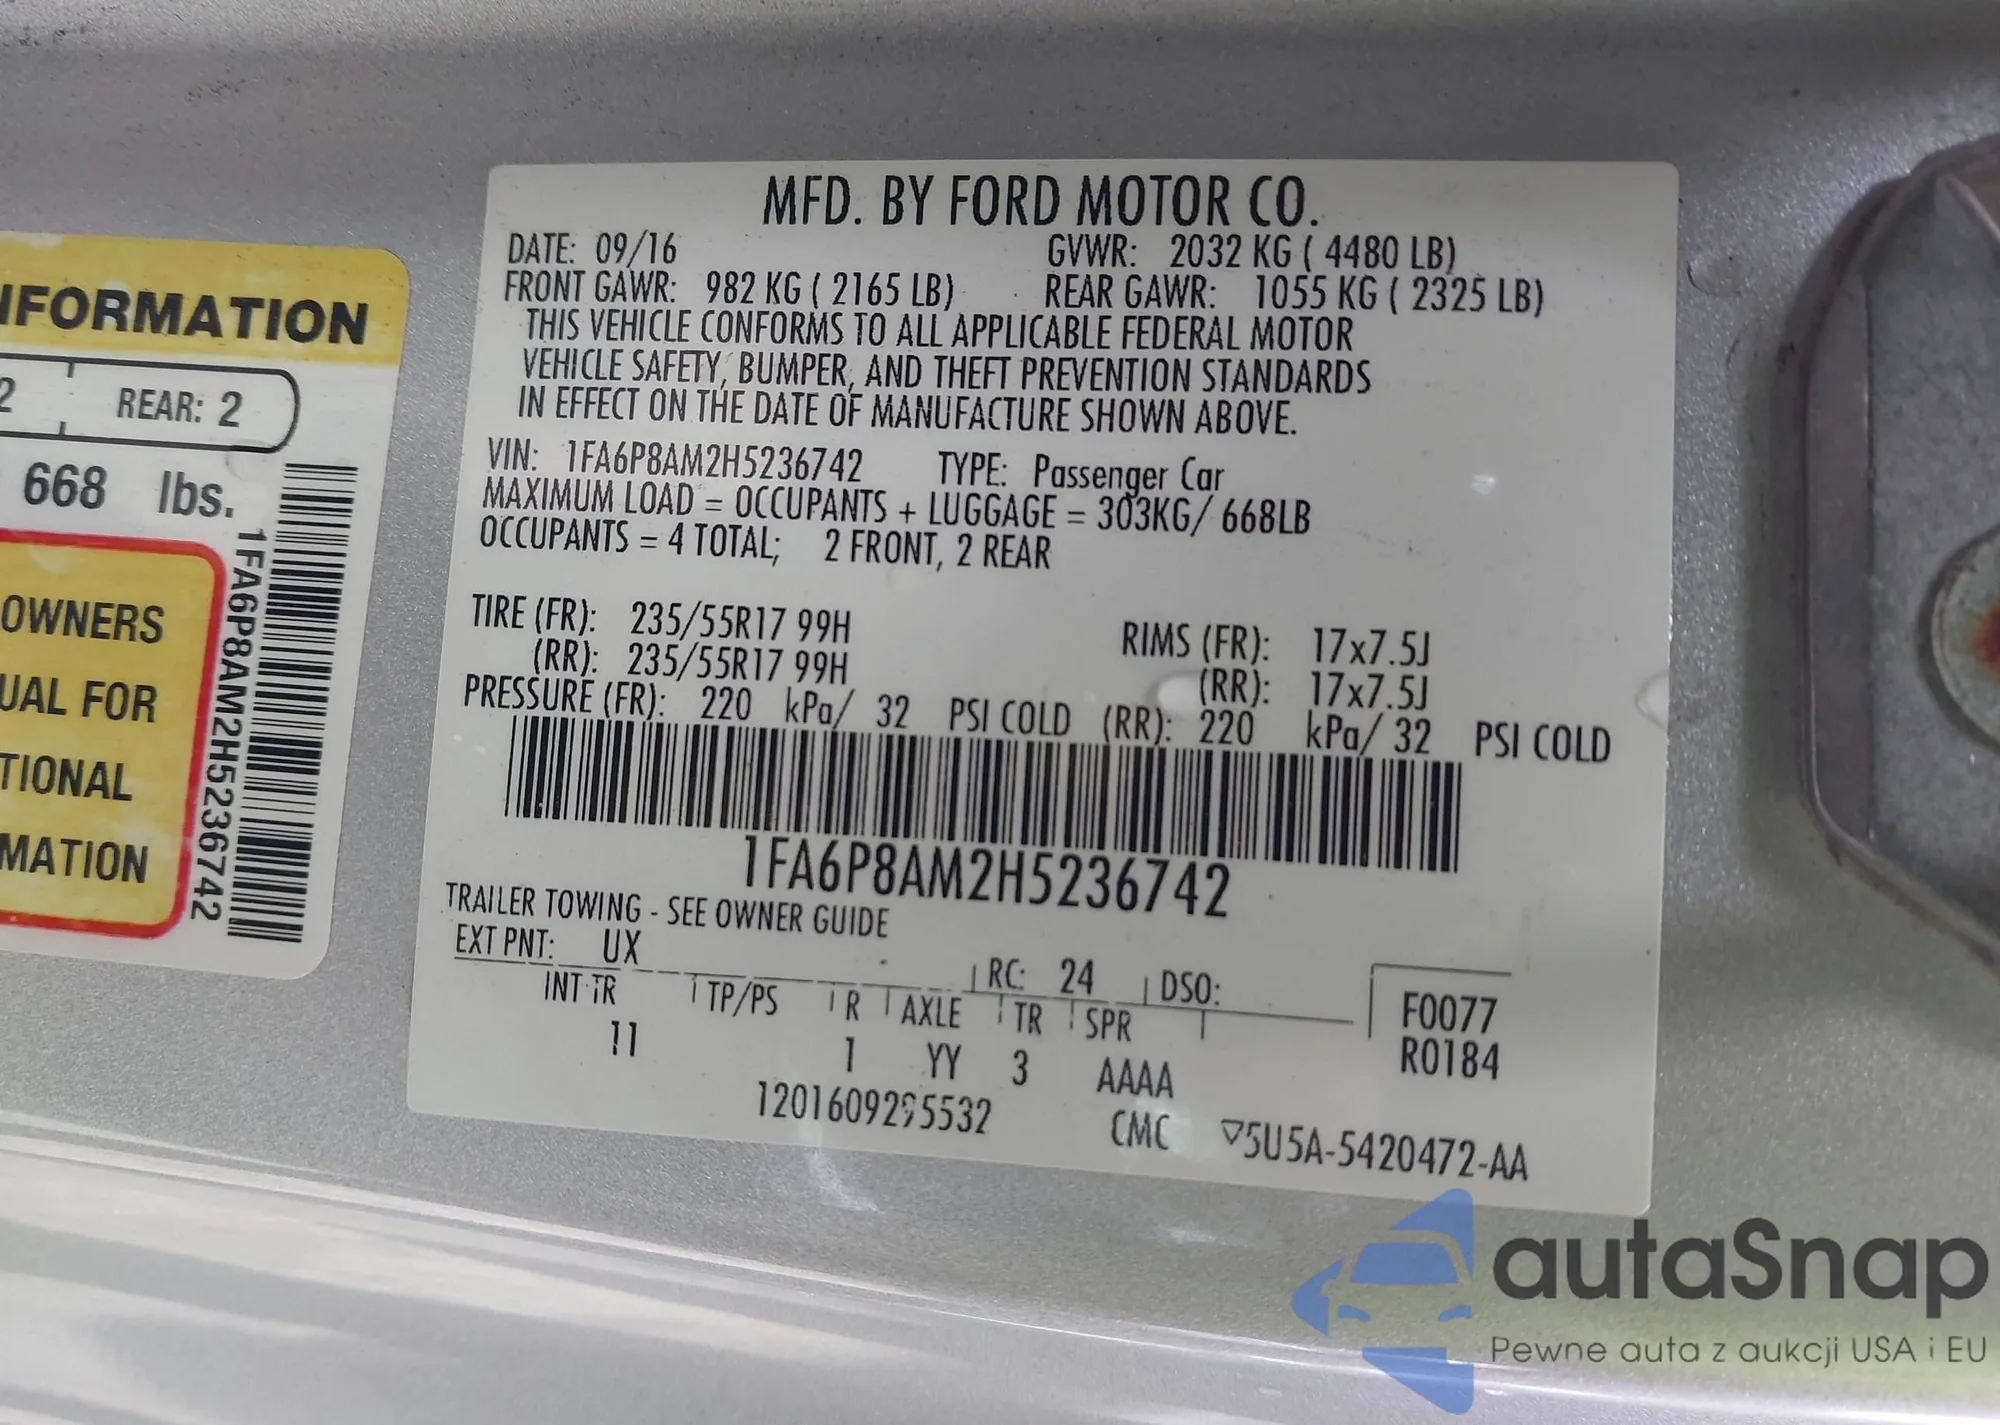 NFORMATION
2 REAR: 2
668 lbs.
OWNERS
UAL FOR
TIONAL
MATION
1FA6P8AM2H5236742
MFD. BY FORD MOTOR CO.
DATE: 09/16 GVWR: 2032 KG ( 4480 LB)
FRONT GAWR: 982 KG ( 2165 LB) REAR GAWR: 1055 KG ( 2325 LB)
THIS VEHICLE CONFORMS TO ALL APPLICABLE FEDERAL MOTOR
VEHICLE SAFETY, BUMPER, AND THEFT PREVENTION STANDARDS
IN EFFECT ON THE DATE OF MANUFACTURE SHOWN ABOVE.
VIN: 1FA6P8AM2H5236742 TYPE: Passenger Car
MAXIMUM LOAD = OCCUPANTS + LUGGAGE = 303KG/ 668LB
OCCUPANTS = 4 TOTAL; 2 FRONT, 2 REAR
TIRE (FR): 235/55R17 99H RIMS (FR): 17x7.5J
(RR): 235/55R17 99H (RR): 17x7.5J
PRESSURE (FR): 220 kPa/ 32 PSI COLD (RR): 220 kPa/ 32 PSI COLD
1FA6P8AM2H5236742
TRAILER TOWING - SEE OWNER GUIDE
EXT PNT: UX RC: 24 DSO:
INT TR TP/PS R AXLE TR SPR F0077
11 1 YY 3 AAAA R0184
1201609295532 CMC ▽5U5A-5420472-AA
autaSnap
Pewne auta z aukcji USA i EU